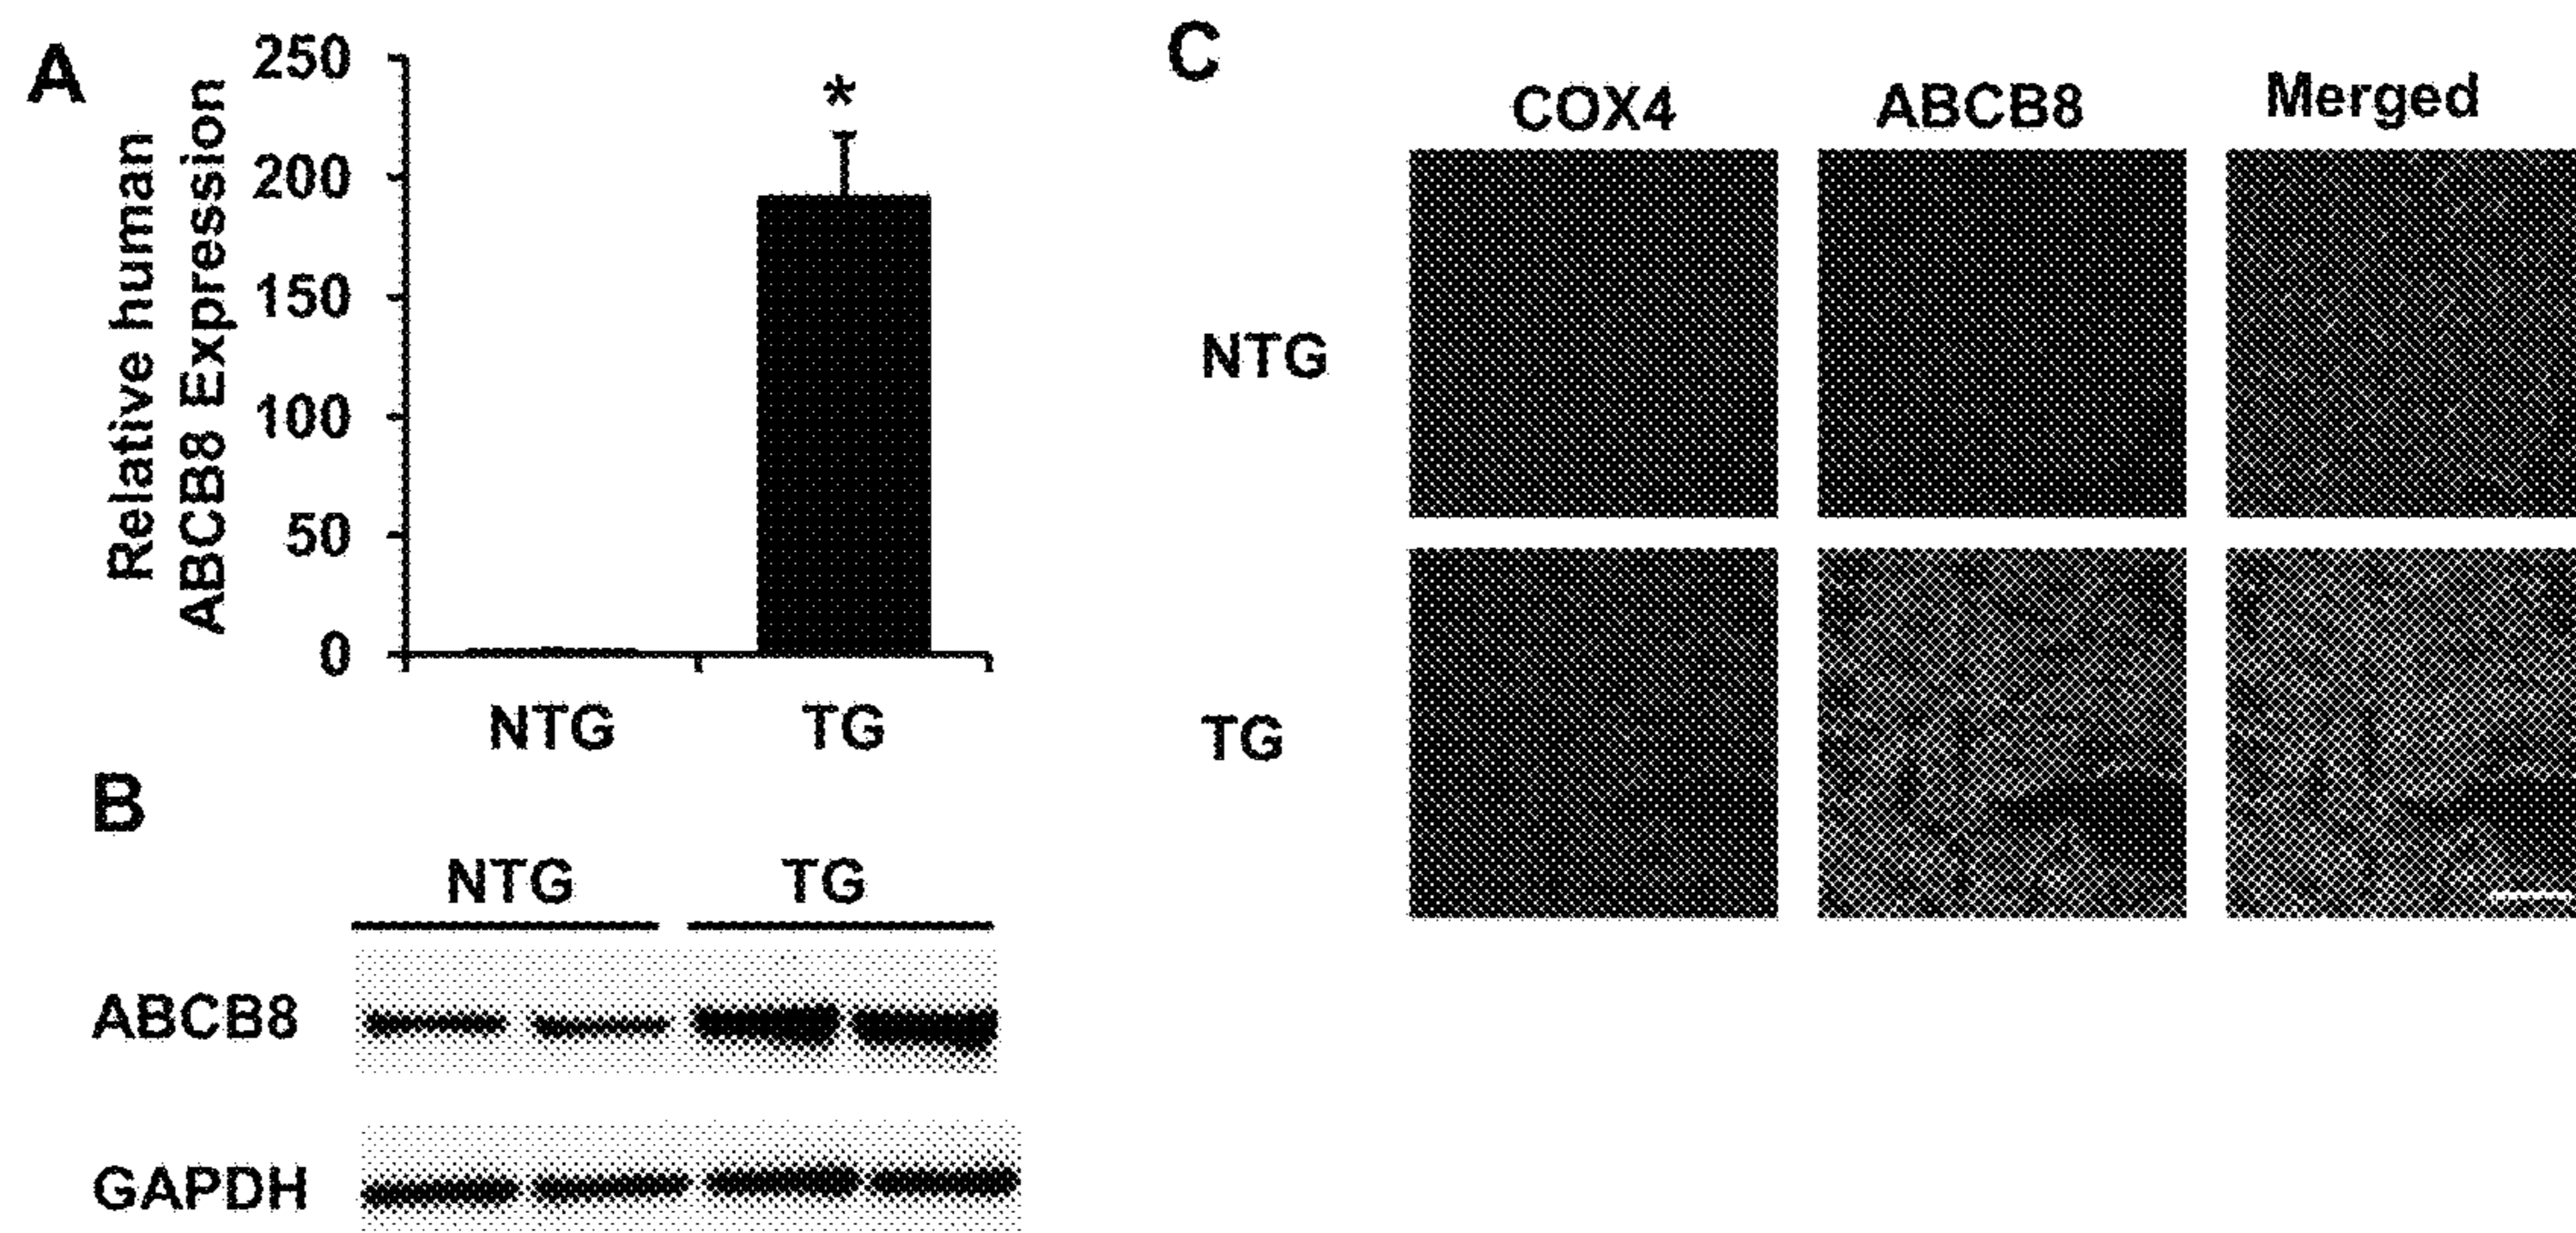 A
Relative human
ABCB8 Expression
250
200
150
100
50
0
*
NTG TG
B
NTG TG
ABCB8
GAPDH
C
COX4 ABCB8 Merged
NTG
TG